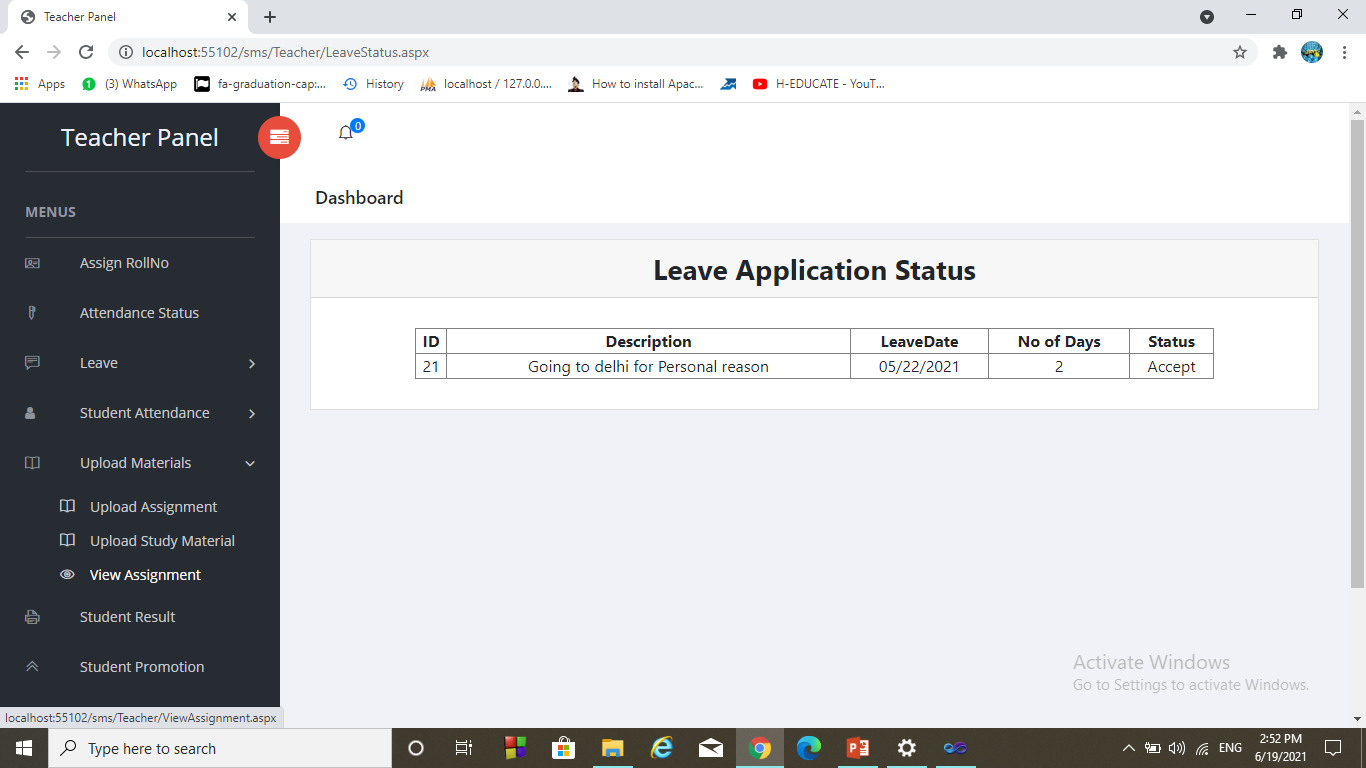 Teacher Panel
localhost:55102/sms/Teacher/LeaveStatus.aspx
Apps
1
(3) WhatsApp
fa-graduation-cap:...
History
PMA
localhost / 127.0.0....
How to install Apac...
H-EDUCATE - YouT...
Teacher Panel
0
Dashboard
MENUS
Assign RollNo
Attendance Status
Leave
Student Attendance
Upload Materials
Upload Assignment
Upload Study Material
View Assignment
Student Result
Student Promotion
Leave Application Status
ID Description LeaveDate No of Days Status
21 Going to delhi for Personal reason 05/22/2021 2 Accept
Activate Windows
Go to Settings to activate Windows.
localhost:55102/sms/Teacher/ViewAssignment.aspx
Type here to search
ENG
2:52 PM
6/19/2021